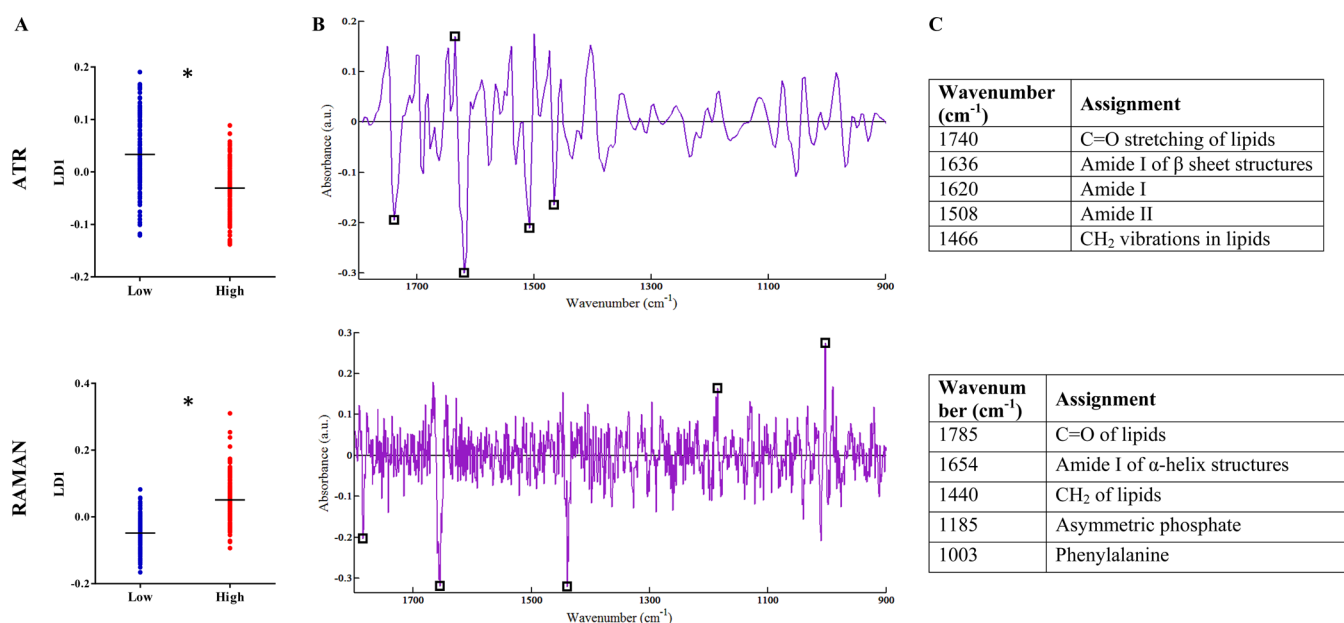 A
B
C
ATR
LD1
0.2
0.1
0.0
-0.1
-0.2
*
Low High
Absorbance (a.u.)
0.2
0.1
0
-0.1
-0.2
-0.3
1700 1500 1300 1100 900
Wavenumber (cm⁻¹)
Wavenumber (cm⁻¹) Assignment
1740 C=O stretching of lipids
1636 Amide I of β sheet structures
1620 Amide I
1508 Amide II
1466 CH₂ vibrations in lipids
RAMAN
LD1
0.4
0.2
0.0
-0.2
*
Low High
Absorbance (a.u.)
0.3
0.2
0.1
0
-0.1
-0.2
-0.3
1700 1500 1300 1100 900
Wavenumber (cm⁻¹)
Wavenum
ber (cm⁻¹) Assignment
1785 C=O of lipids
1654 Amide I of α-helix structures
1440 CH₂ of lipids
1185 Asymmetric phosphate
1003 Phenylalanine